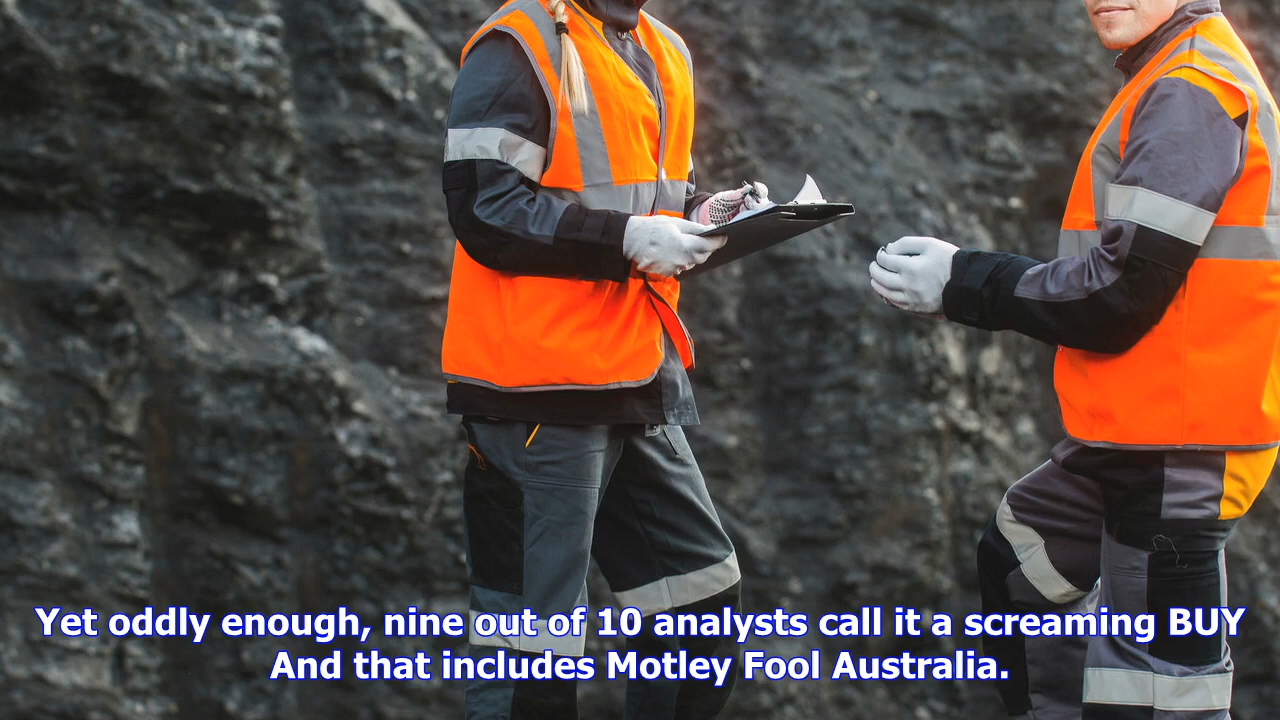 Yet oddly enough, nine out of 10 analysts call it a screaming BUY
And that includes Motley Fool Australia.